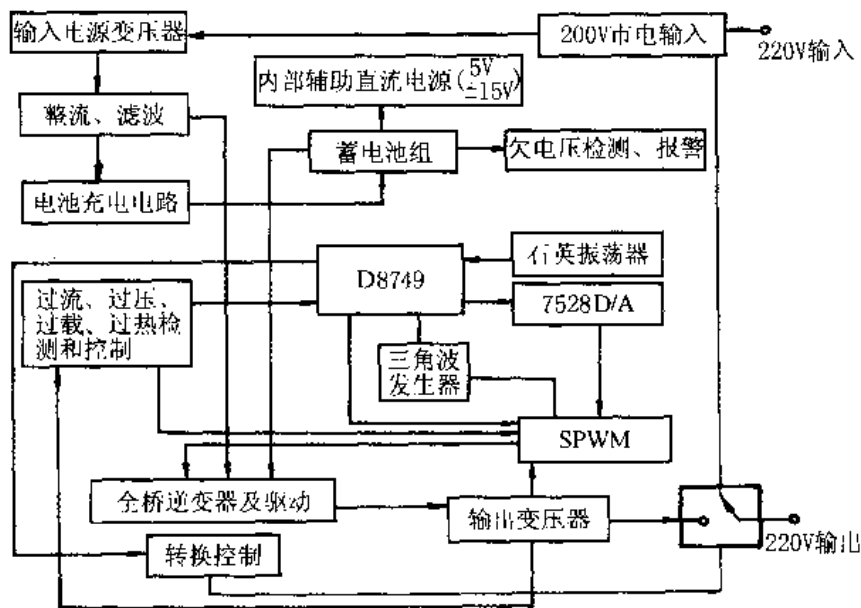 输入电源变压器
200V市电输入
220V输入
内部辅助直流电源(5V
±15V)
整流、滤波
蓄电池组
欠电压检测、报警
电池充电电路
石英振荡器
D8749
7528D/A
过流、过压、
过载、过热检
测和控制
三角波
发生器
SPWM
全桥逆变器及驱动
输出变压器
220V输出
转换控制